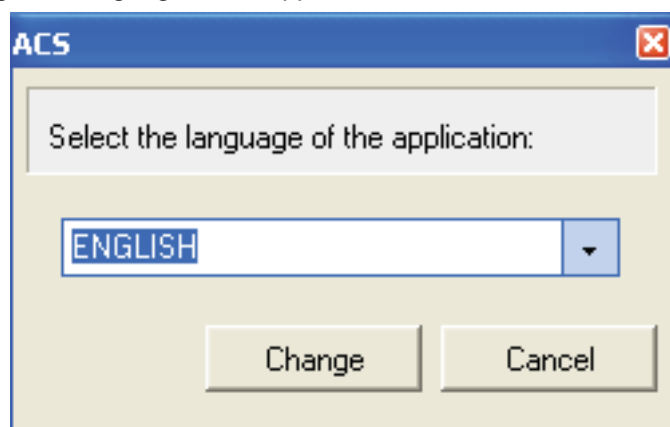 ACS
Select the language of the application:
ENGLISH
Change
Cancel